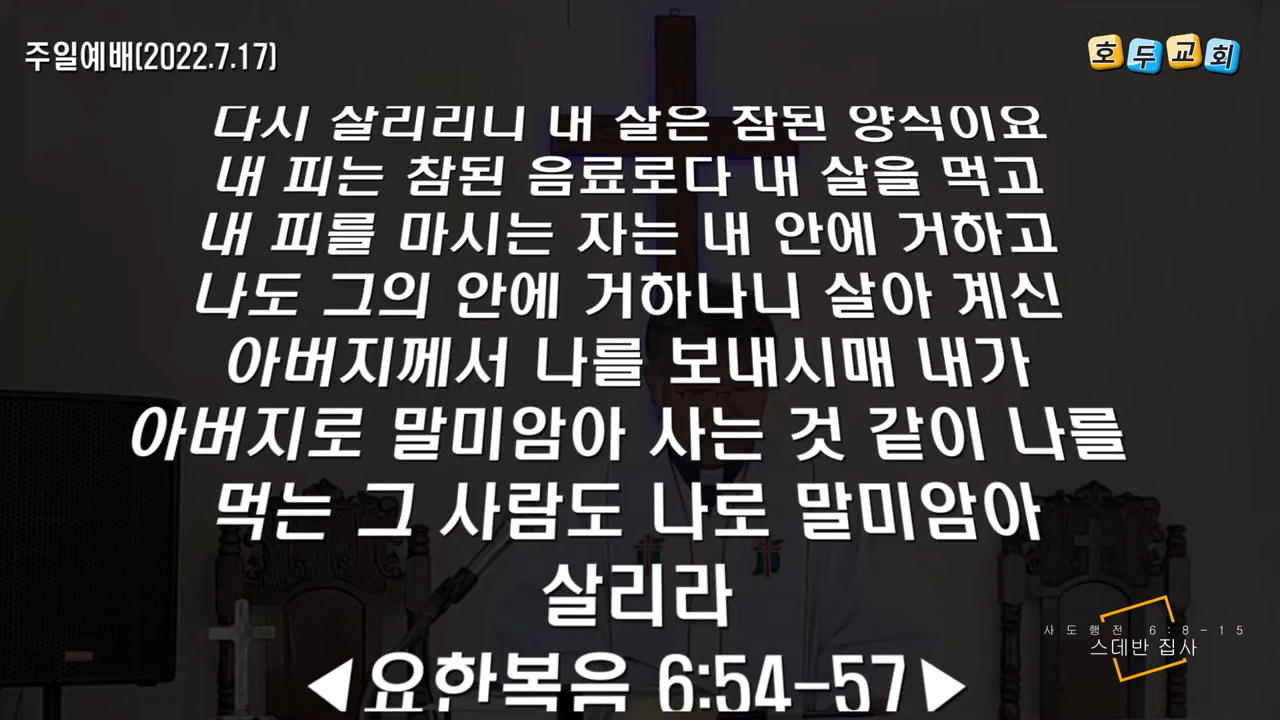 주일예배(2022.7.17)
호두교회
다시 살리리니 내 살은 참된 양식이요
내 피는 참된 음료로다 내 살을 먹고
내 피를 마시는 자는 내 안에 거하고
나도 그의 안에 거하나니 살아 계신
아버지께서 나를 보내시매 내가
아버지로 말미암아 사는 것 같이 나를
먹는 그 사람도 나로 말미암아
살리라
◀요한복음 6:54-57▶
사도행전 6:8-15
스데반 집사